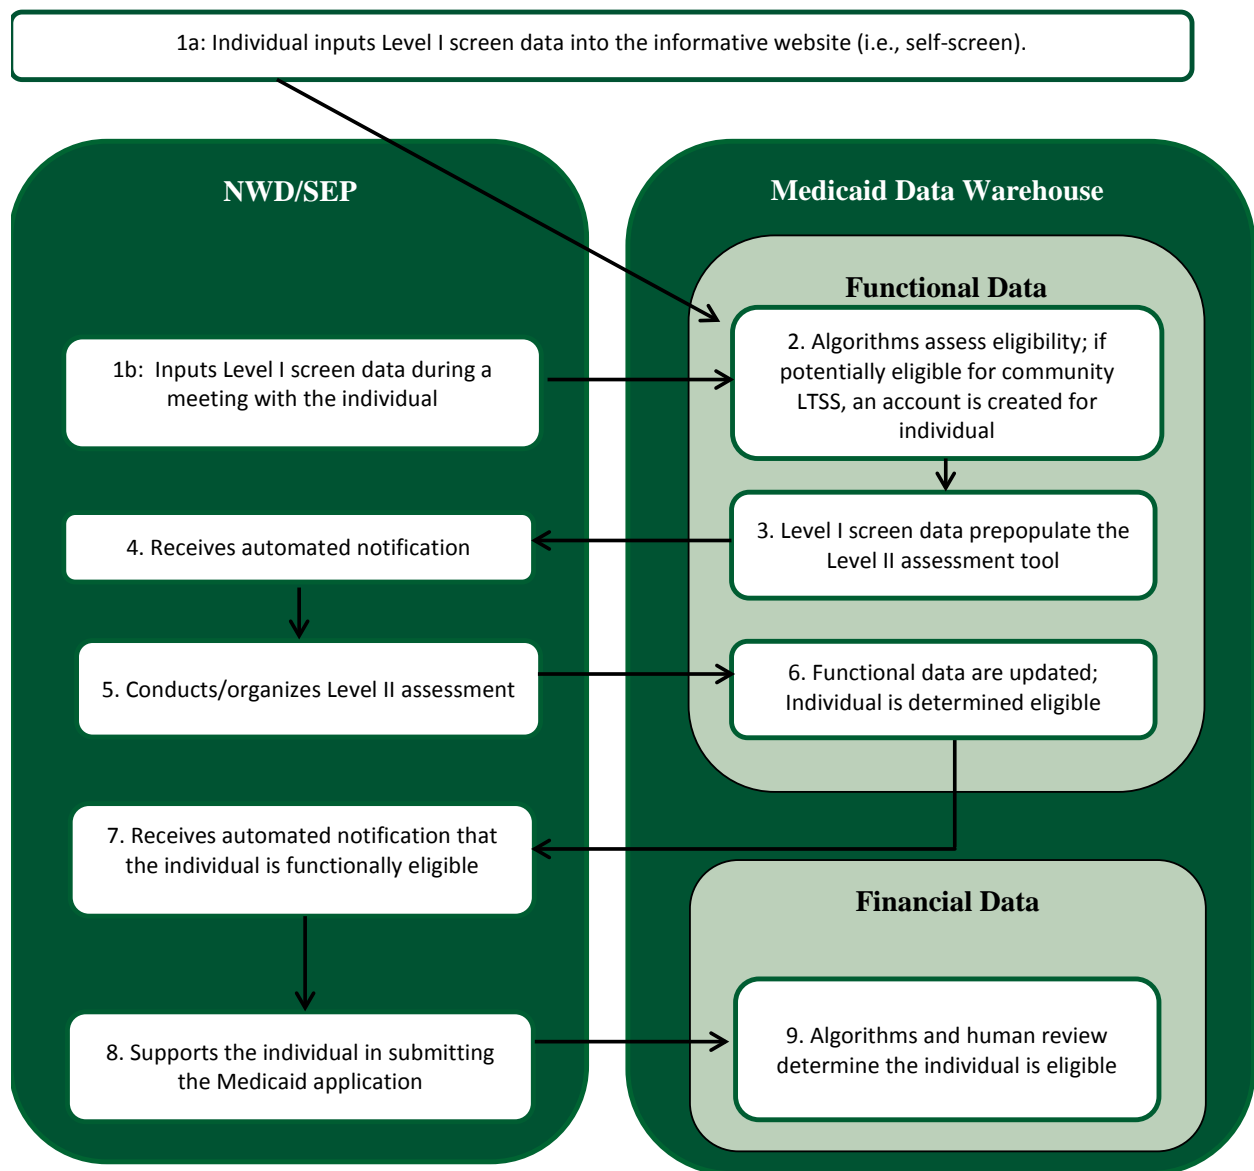 1a: Individual inputs Level I screen data into the informative website (i.e., self-screen).
NWD/SEP
Medicaid Data Warehouse
Functional Data
1b:  Inputs Level I screen data during a
meeting with the individual
2. Algorithms assess eligibility; if
potentially eligible for community
LTSS, an account is created for
individual
3. Level I screen data prepopulate the
Level II assessment tool
4. Receives automated notification
5. Conducts/organizes Level II assessment
6. Functional data are updated;
Individual is determined eligible
7. Receives automated notification that
the individual is functionally eligible
Financial Data
8. Supports the individual in submitting
the Medicaid application
9. Algorithms and human review
determine the individual is eligible